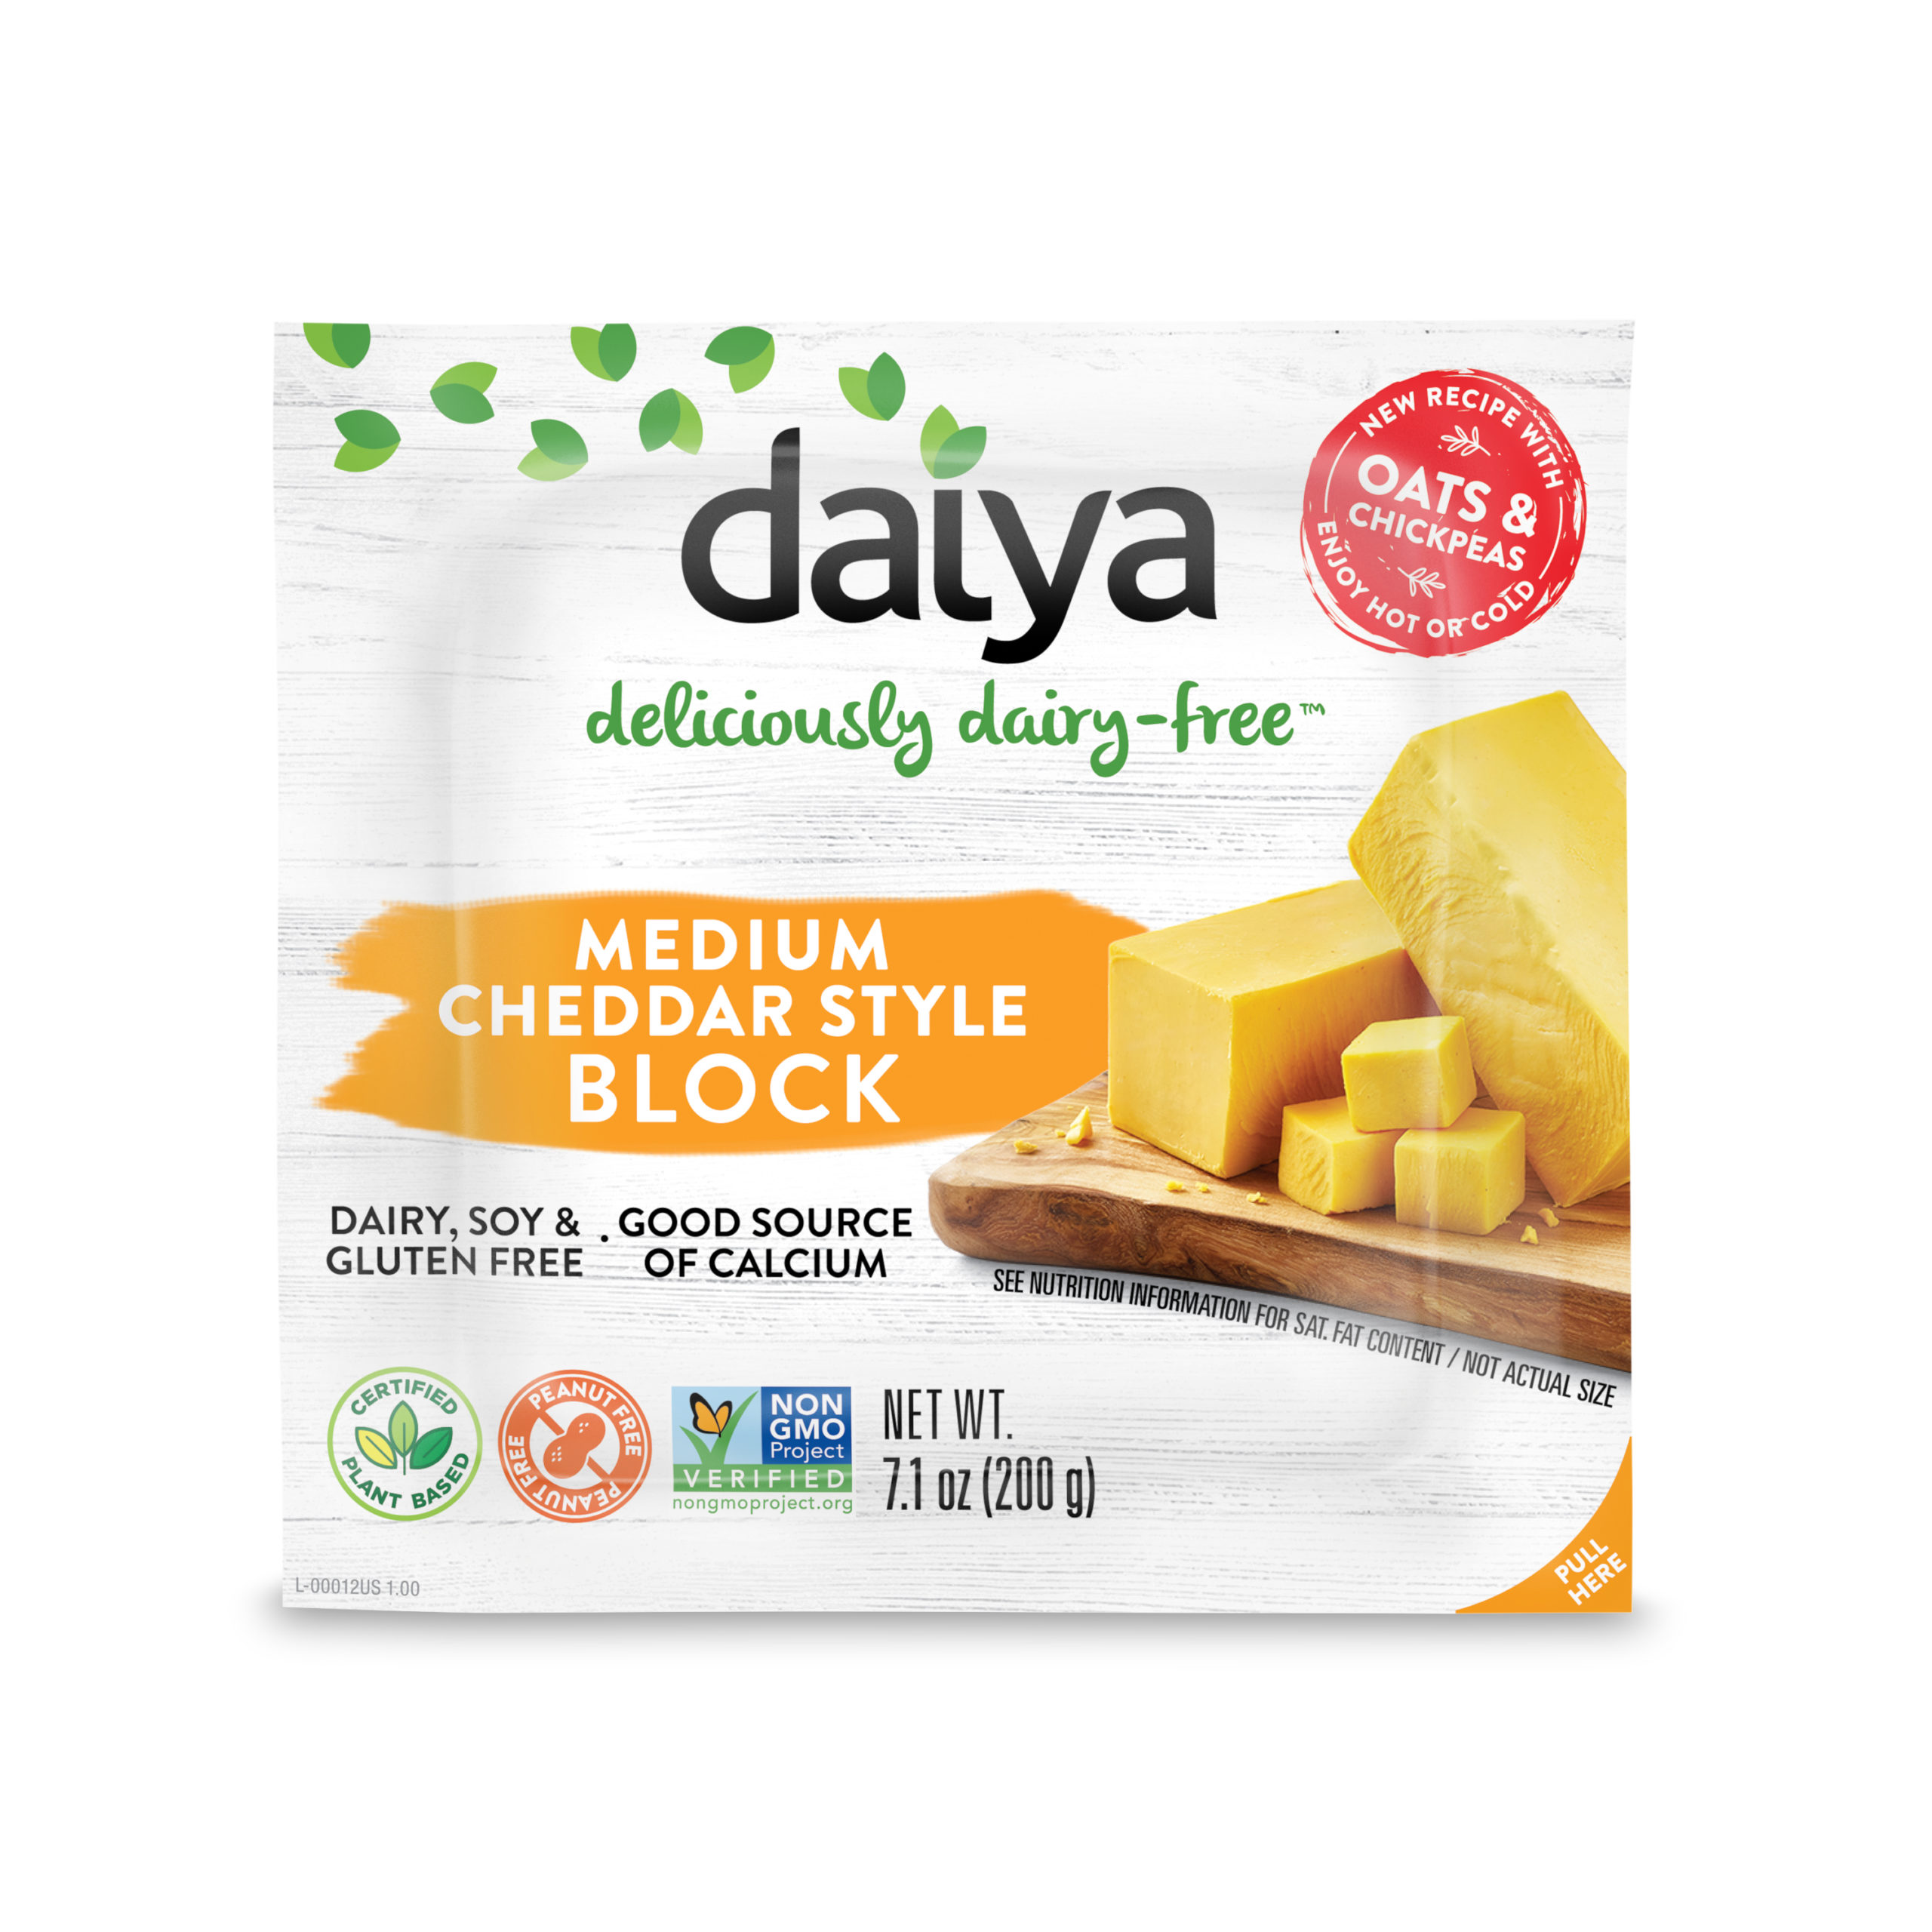 daiya
deliciously dairy-free™
NEW RECIPE WITH
OATS &
CHICKPEAS
ENJOY HOT OR COLD
MEDIUM
CHEDDAR STYLE
BLOCK
DAIRY, SOY &
GLUTEN FREE
. GOOD SOURCE
OF CALCIUM
SEE NUTRITION INFORMATION FOR SAT. FAT CONTENT / NOT ACTUAL SIZE
CERTIFIED
PLANT BASED
PEANUT FREE
PEANUT FREE
NON
GMO
Project
VERIFIED
nongmoproject.org
NET WT.
7.1 oz (200 g)
PULL
HERE
L-00012US 1.00